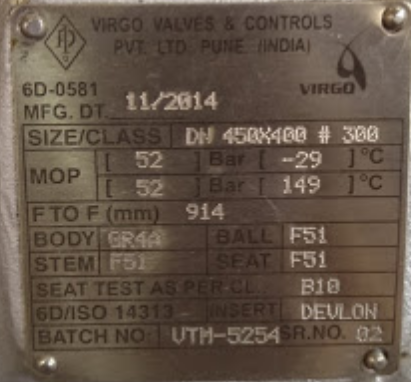 VIRGO VALVES & CONTROLS
PVT. LTD. PUNE (INDIA)
6D-0581
VIRGO
MFG. DT. 11/2014
SIZE/CLASS DN 450X400 # 300
MOP [ 52 ] Bar [ -29 ] °C
[ 52 ] Bar [ 149 ] °C
F TO F (mm) 914
BODY GR4A BALL F51
STEM F51 SEAT F51
SEAT TEST AS PER CL.: B10
6D/ISO 14313 INSERT DEVLON
BATCH NO: VTM-5254 SR.NO. 02